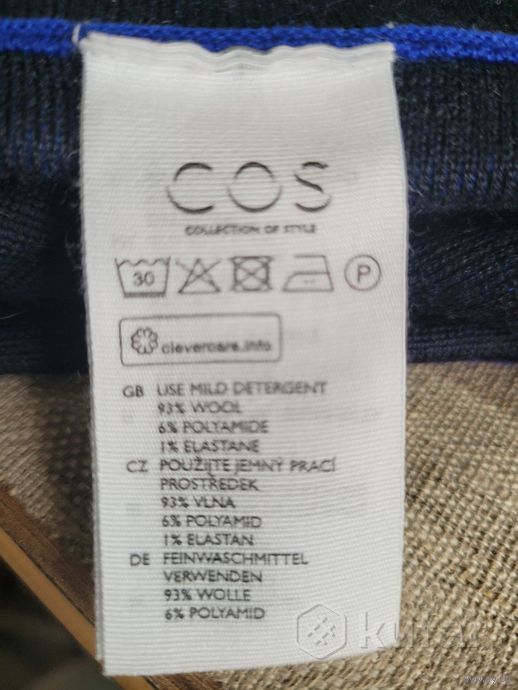 COS
COLLECTION OF STYLE
30 P
clevercare.info
GB USE MILD DETERGENT
93% WOOL
6% POLYAMIDE
1% ELASTANE
CZ POUŽIJTE JEMNÝ PRACÍ
PROSTŘEDEK
93% VLNA
6% POLYAMID
1% ELASTAN
DE FEINWASCHMITTEL
VERWENDEN
93% WOLLE
6% POLYAMID
kufar